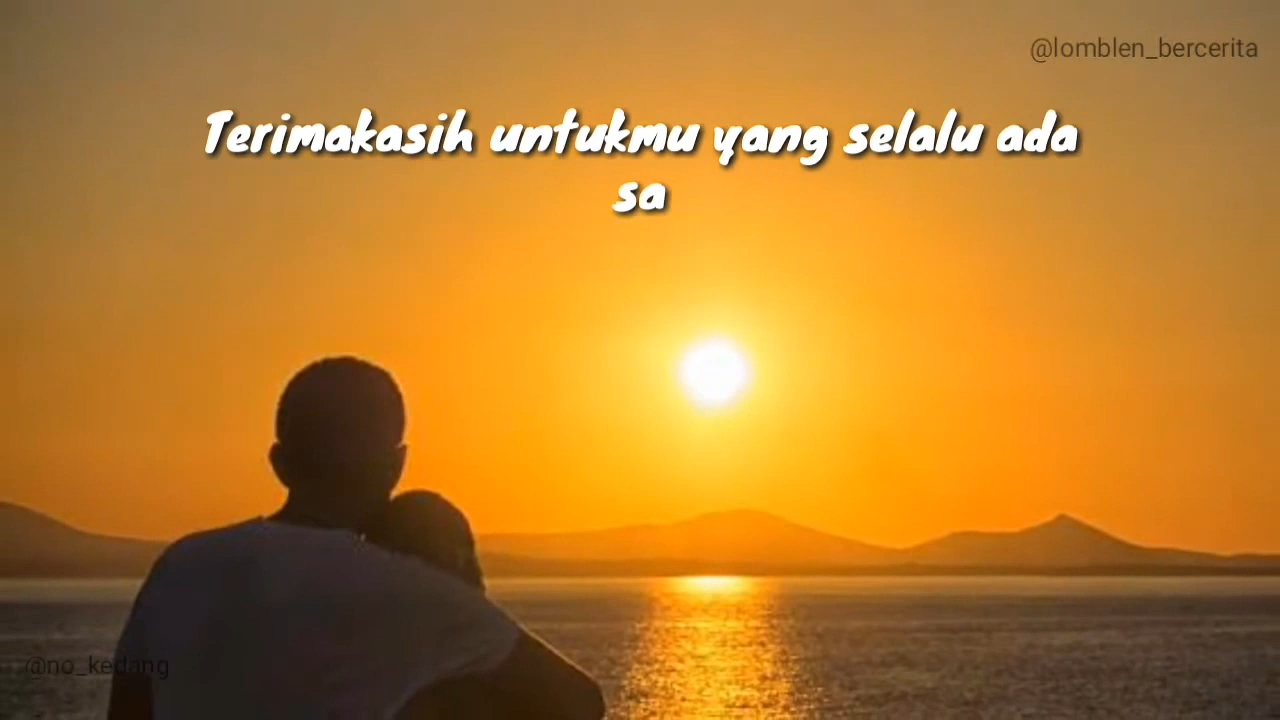 @lomblen_bercerita
Terimakasih untukmu yang selalu ada
sa
@no_kedang